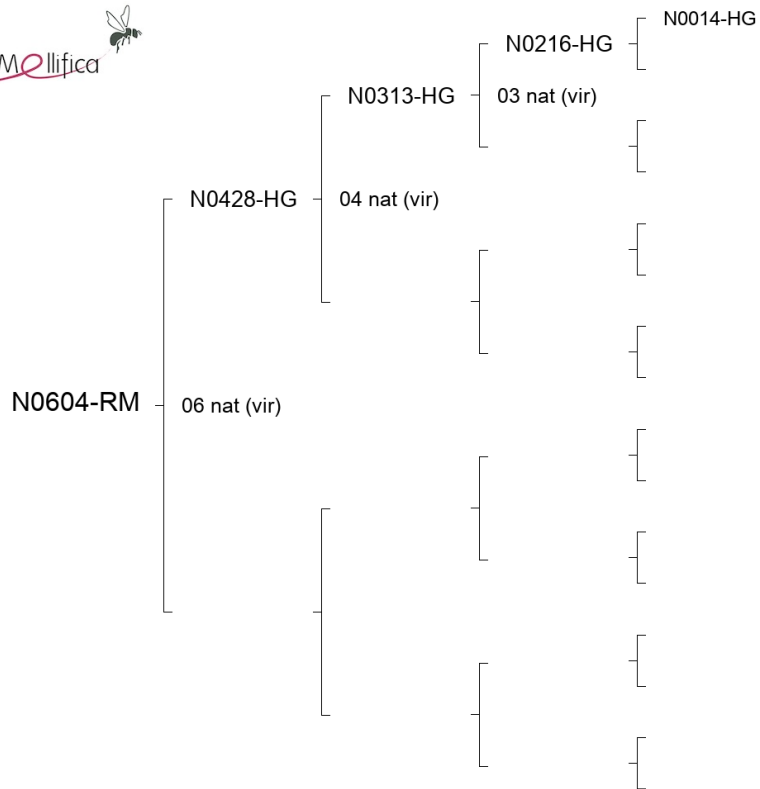 Mellifica
N0014-HG
N0216-HG
N0313-HG
03 nat (vir)
N0428-HG
04 nat (vir)
N0604-RM
06 nat (vir)